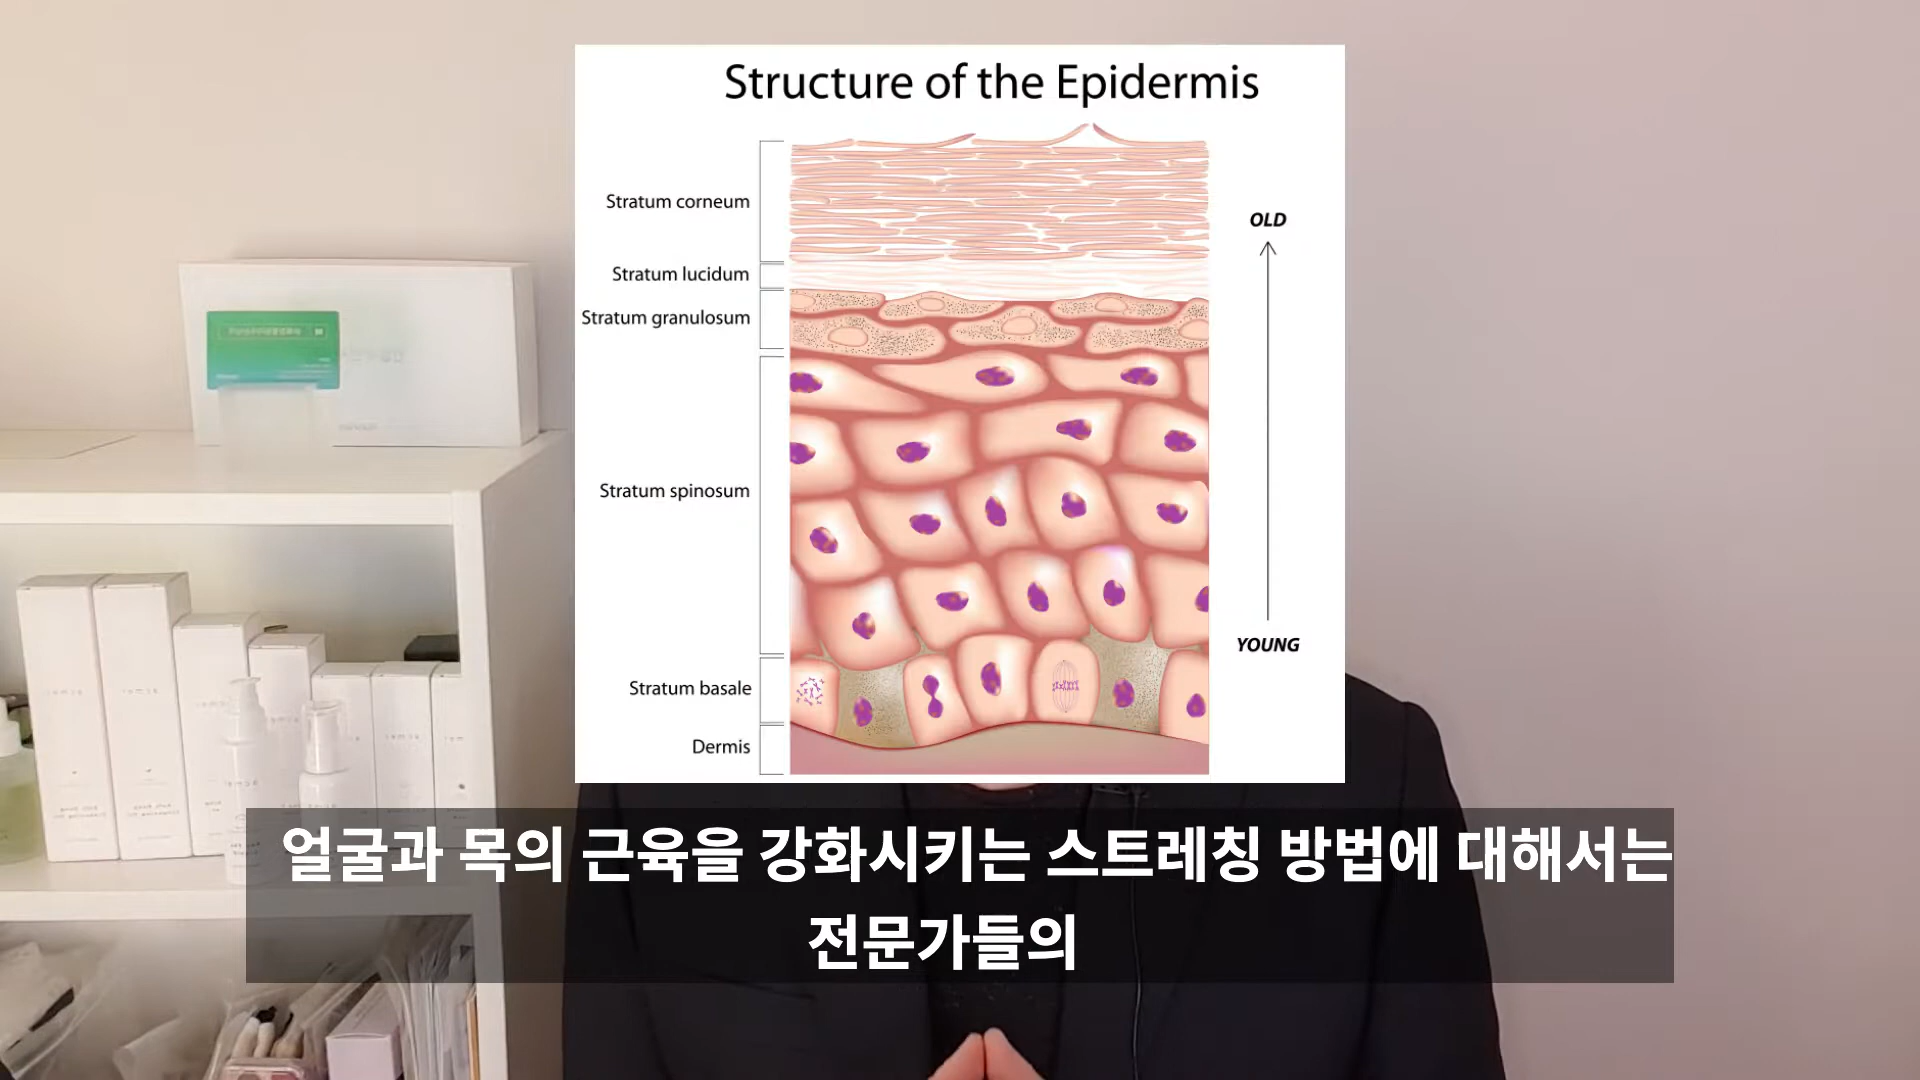 Structure of the Epidermis
Stratum corneum
OLD
Stratum lucidum
Stratum granulosum
Stratum spinosum
YOUNG
Stratum basale
Dermis
얼굴과 목의 근육을 강화시키는 스트레칭 방법에 대해서는
전문가들의